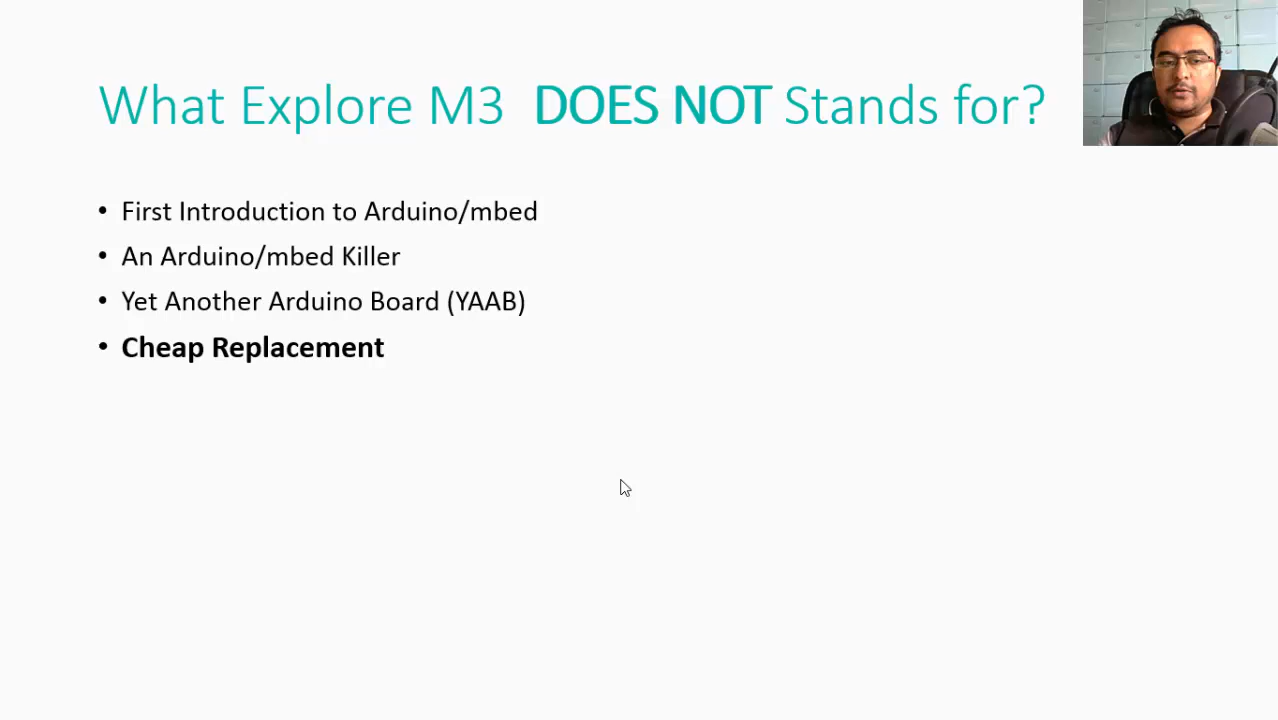 What Explore M3 DOES NOT Stands for?
• First Introduction to Arduino/mbed
• An Arduino/mbed Killer
• Yet Another Arduino Board (YAAB)
• Cheap Replacement